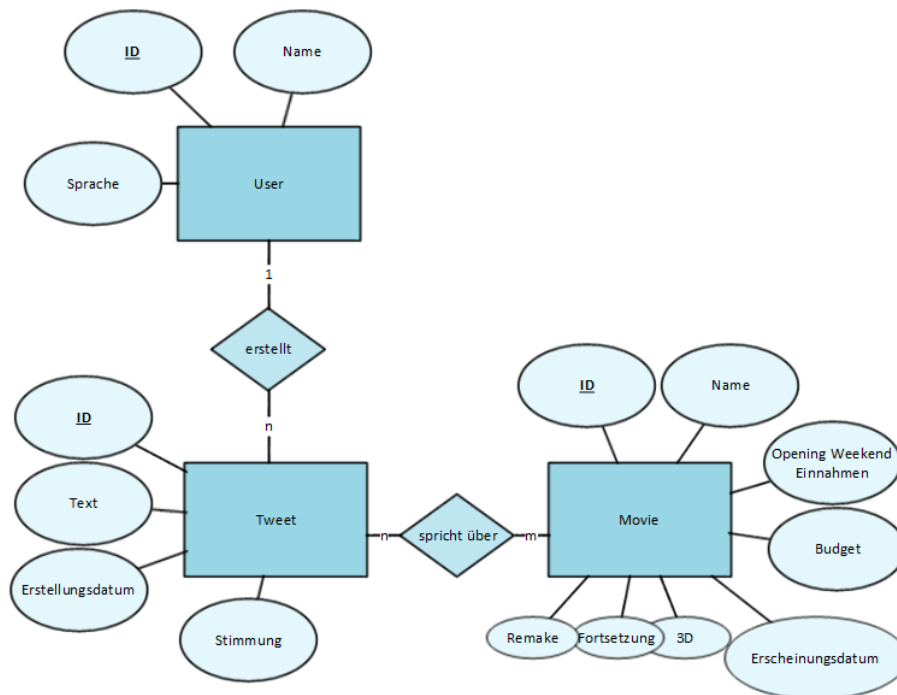 ID
Name
Sprache
User
1
erstellt
n
ID
Name
ID
Opening Weekend
Einnahmen
Text
Tweet
n
spricht über
m
Movie
Budget
Erstellungsdatum
Stimmung
Remake
Fortsetzung
3D
Erscheinungsdatum